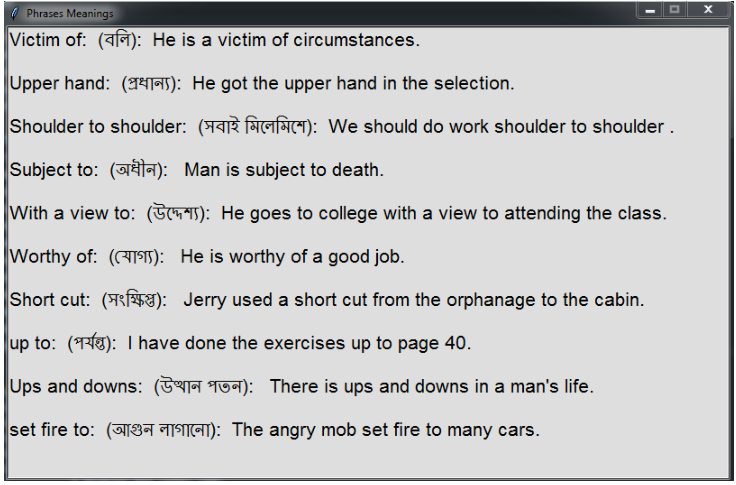 Phrases Meanings
Victim of: (বলি): He is a victim of circumstances.
Upper hand: (প্রধান্য): He got the upper hand in the selection.
Shoulder to shoulder: (সবাই মিলেমিশে): We should do work shoulder to shoulder .
Subject to: (অধীন): Man is subject to death.
With a view to: (উদ্দেশ্য): He goes to college with a view to attending the class.
Worthy of: (যোগ্য): He is worthy of a good job.
Short cut: (সংক্ষিপ্ত): Jerry used a short cut from the orphanage to the cabin.
up to: (পর্যন্ত): I have done the exercises up to page 40.
Ups and downs: (উত্থান পতন): There is ups and downs in a man's life.
set fire to: (আগুন লাগানো): The angry mob set fire to many cars.